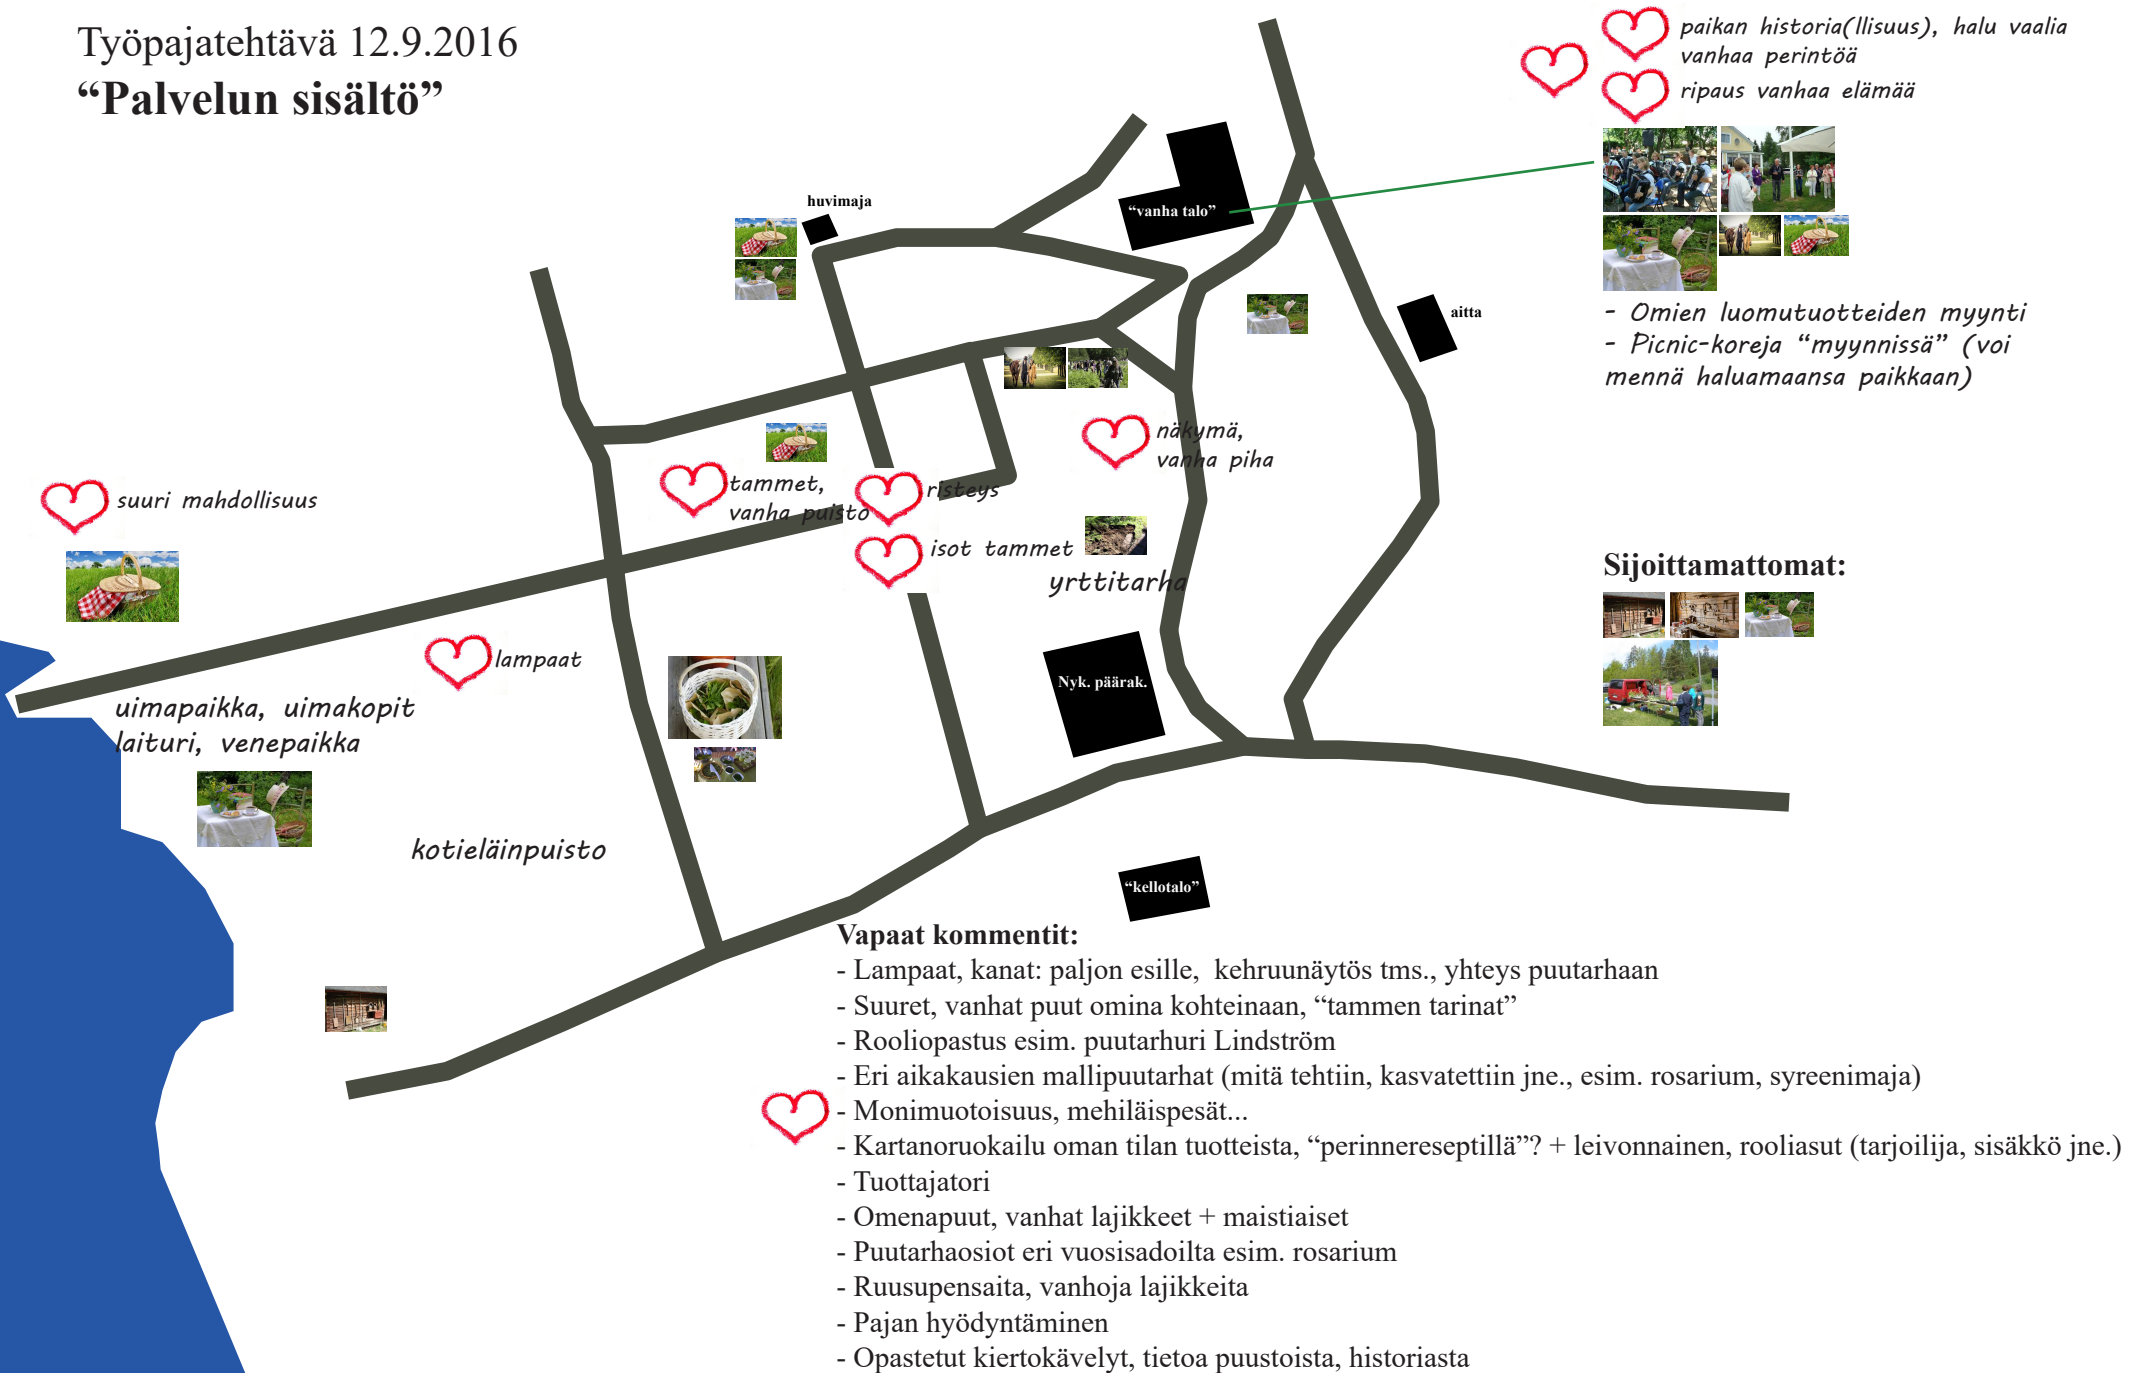 Työpajatehtävä 12.9.2016
“Palvelun sisältö”
paikan historia(llisuus), halu vaalia
vanhaa perintöä
ripaus vanhaa elämää
huvimaja
“vanha talo”
aitta
- Omien luomutuotteiden myynti
- Picnic-koreja “myynnissä” (voi
mennä haluamaansa paikkaan)
näkymä,
vanha piha
suuri mahdollisuus
tammet,
vanha puisto
risteys
isot tammet
yrttitarha
Sijoittamattomat:
lampaat
uimapaikka, uimakopit
laituri, venepaikka
Nyk. päärak.
kotieläinpuisto
“kellotalo”
Vapaat kommentit:
- Lampaat, kanat: paljon esille, kehruunäytös tms., yhteys puutarhaan
- Suuret, vanhat puut omina kohteinaan, “tammen tarinat”
- Rooliopastus esim. puutarhuri Lindström
- Eri aikakausien mallipuutarhat (mitä tehtiin, kasvatettiin jne., esim. rosarium, syreenimaja)
- Monimuotoisuus, mehiläispesät...
- Kartanoruokailu oman tilan tuotteista, “perinnereseptillä”? + leivonnainen, rooliasut (tarjoilija, sisäkkö jne.)
- Tuottajatori
- Omenapuut, vanhat lajikkeet + maistiaiset
- Puutarhaosiot eri vuosisadoilta esim. rosarium
- Ruusupensaita, vanhoja lajikkeita
- Pajan hyödyntäminen
- Opastetut kiertokävelyt, tietoa puustoista, historiasta